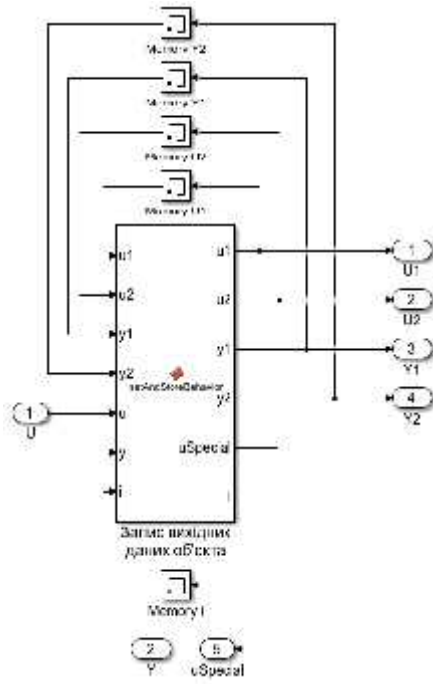 Memory Y2
Memory Y1
Memory U2
Memory U1
u1
u2
y1
y2
u
y
i
u1
u2
y1
y2
uSpecial
i
1
U
1
U1
2
U2
3
Y1
4
Y2
Запис вихідних
даних об'єкта
Memory i
2
Y
5
uSpecial